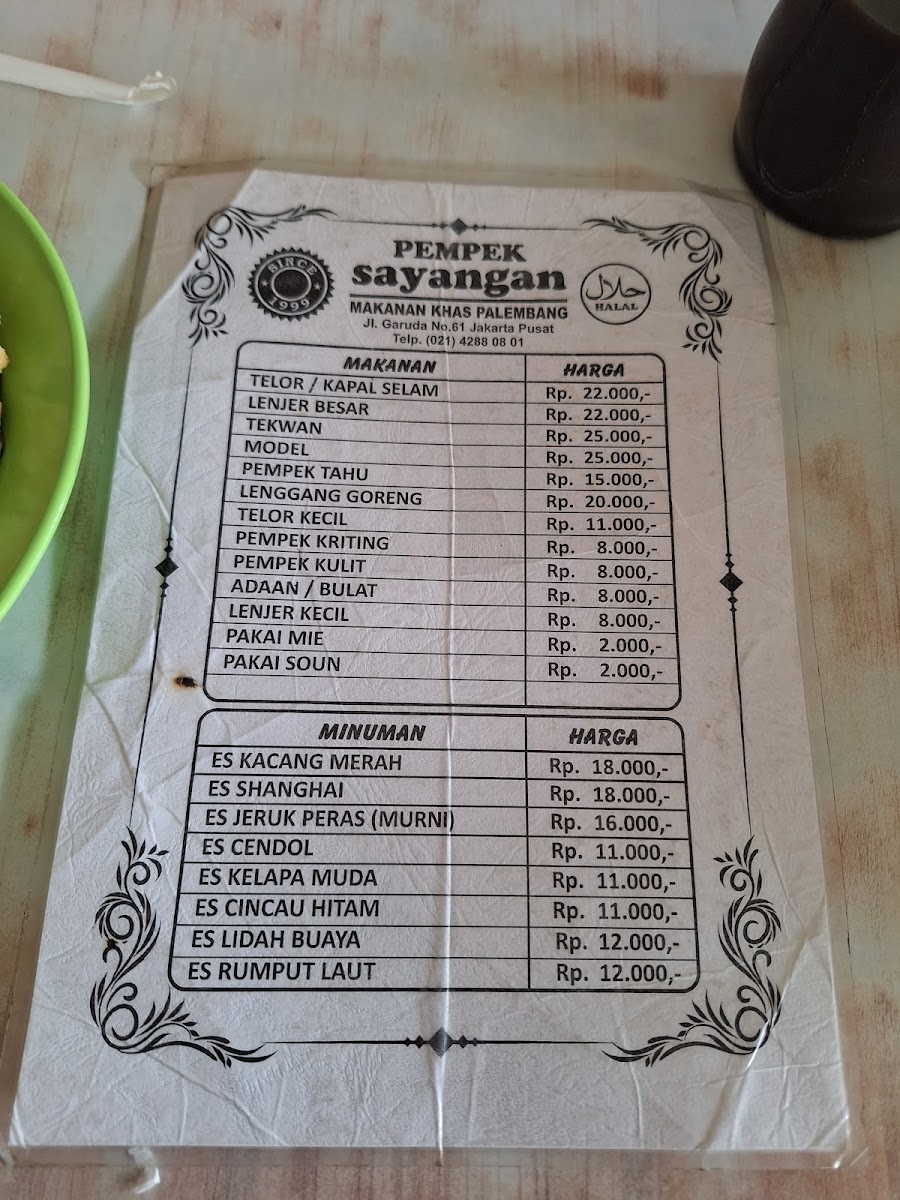 SINCE
1999
PEMPEK
sayangan
MAKANAN KHAS PALEMBANG
Jl. Garuda No.61 Jakarta Pusat
Telp. (021) 4288 08 01
حلال
HALAL
MAKANAN HARGA
TELOR / KAPAL SELAM Rp. 22.000,-
LENJER BESAR Rp. 22.000,-
TEKWAN Rp. 25.000,-
MODEL Rp. 25.000,-
PEMPEK TAHU Rp. 15.000,-
LENGGANG GORENG Rp. 20.000,-
TELOR KECIL Rp. 11.000,-
PEMPEK KRITING Rp. 8.000,-
PEMPEK KULIT Rp. 8.000,-
ADAAN / BULAT Rp. 8.000,-
LENJER KECIL Rp. 8.000,-
PAKAI MIE Rp. 2.000,-
PAKAI SOUN Rp. 2.000,-
MINUMAN HARGA
ES KACANG MERAH Rp. 18.000,-
ES SHANGHAI Rp. 18.000,-
ES JERUK PERAS (MURNI) Rp. 16.000,-
ES CENDOL Rp. 11.000,-
ES KELAPA MUDA Rp. 11.000,-
ES CINCAU HITAM Rp. 11.000,-
ES LIDAH BUAYA Rp. 12.000,-
ES RUMPUT LAUT Rp. 12.000,-